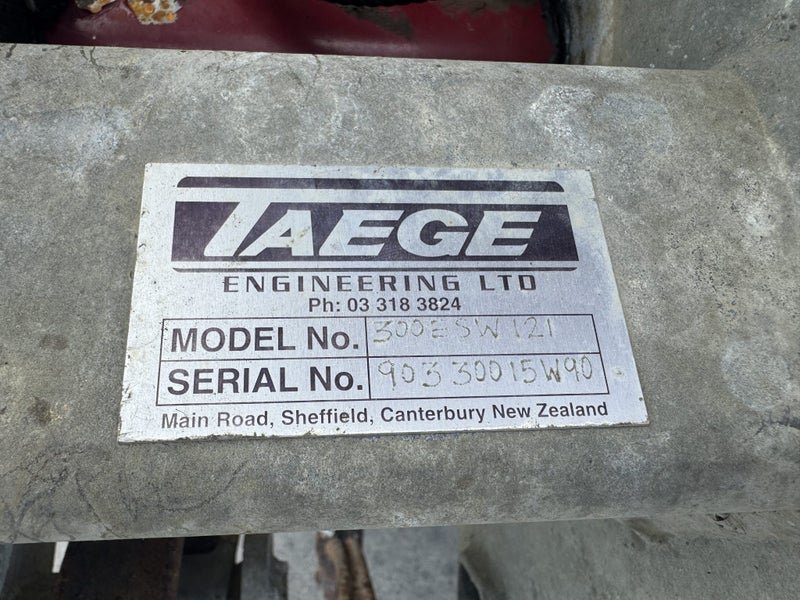 TAEGE
ENGINEERING LTD
Ph: 03 318 3824
MODEL No. 300ESW121
SERIAL No. 90330015W90
Main Road, Sheffield, Canterbury New Zealand